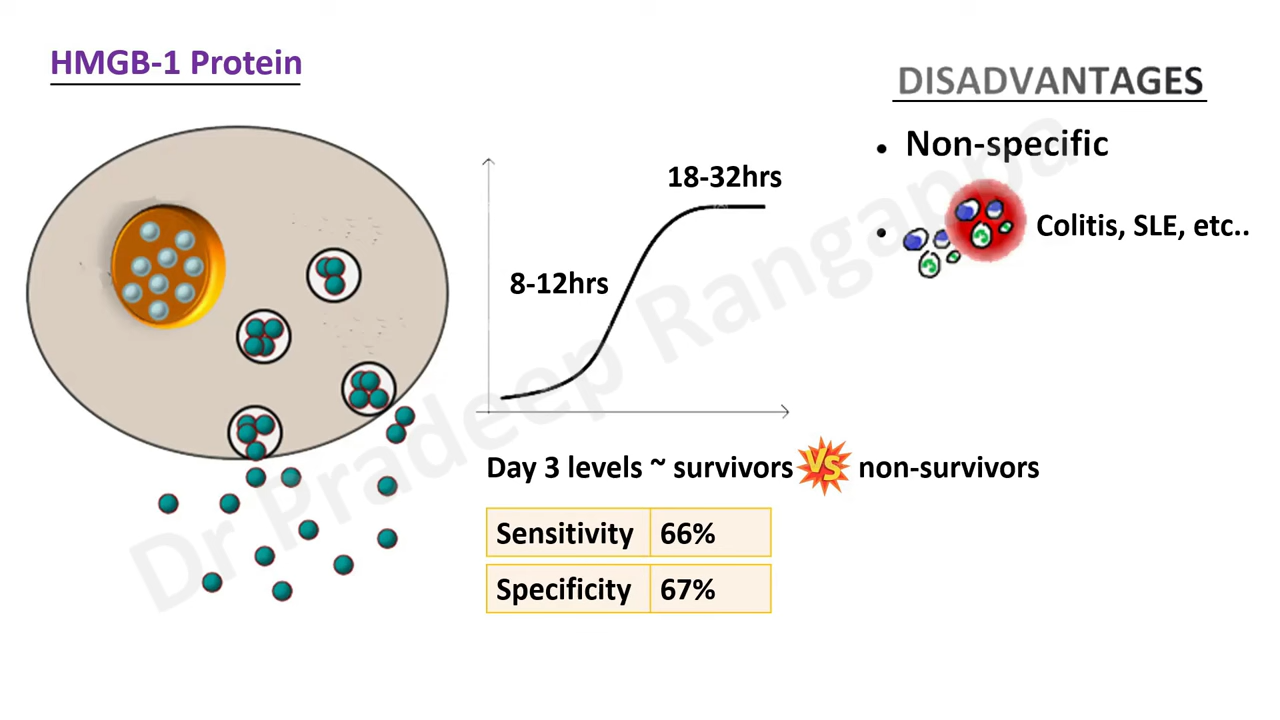 HMGB-1 Protein
DISADVANTAGES
• Non-specific
• Colitis, SLE, etc..
18-32hrs
8-12hrs
Day 3 levels ~ survivors VS non-survivors
Sensitivity 66%
Specificity 67%
Dr Pradeep Rangappa